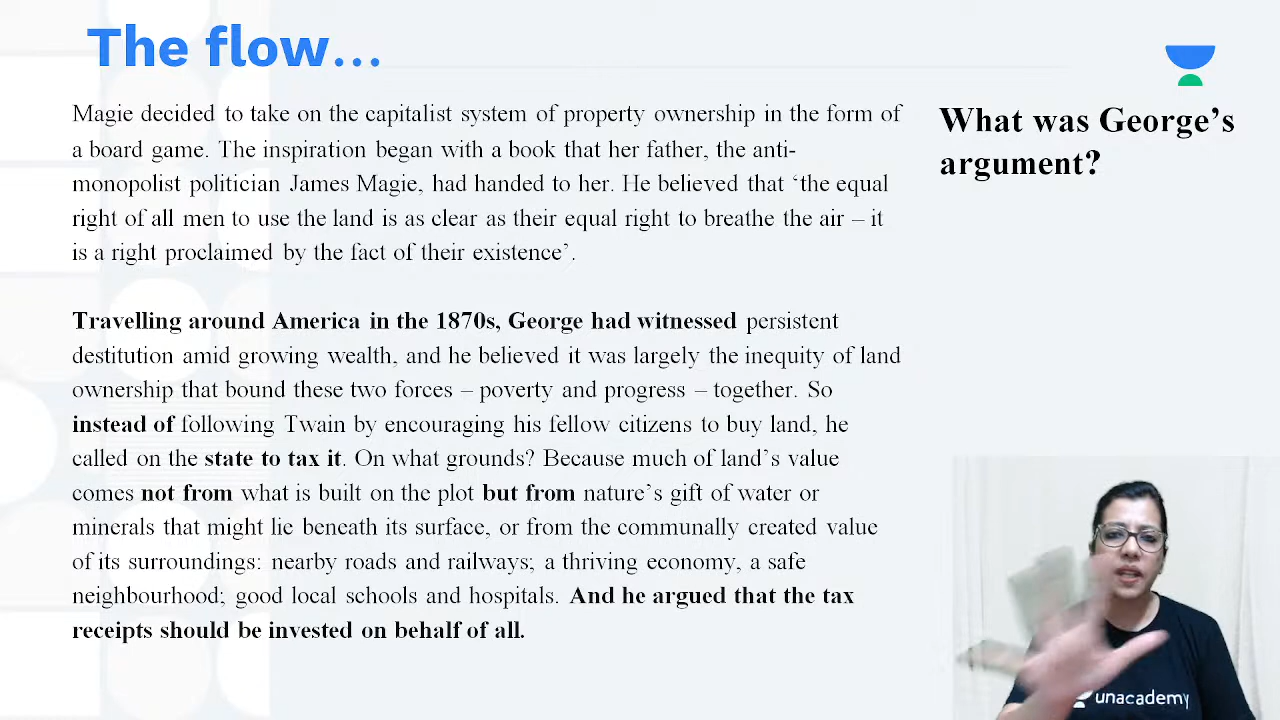 The flow...
Magie decided to take on the capitalist system of property ownership in the form of
a board game. The inspiration began with a book that her father, the anti-
monopolist politician James Magie, had handed to her. He believed that ‘the equal
right of all men to use the land is as clear as their equal right to breathe the air – it
is a right proclaimed by the fact of their existence’.
Travelling around America in the 1870s, George had witnessed persistent
destitution amid growing wealth, and he believed it was largely the inequity of land
ownership that bound these two forces – poverty and progress – together. So
instead of following Twain by encouraging his fellow citizens to buy land, he
called on the state to tax it. On what grounds? Because much of land’s value
comes not from what is built on the plot but from nature’s gift of water or
minerals that might lie beneath its surface, or from the communally created value
of its surroundings: nearby roads and railways; a thriving economy, a safe
neighbourhood; good local schools and hospitals. And he argued that the tax
receipts should be invested on behalf of all.
What was George’s
argument?
unacademy